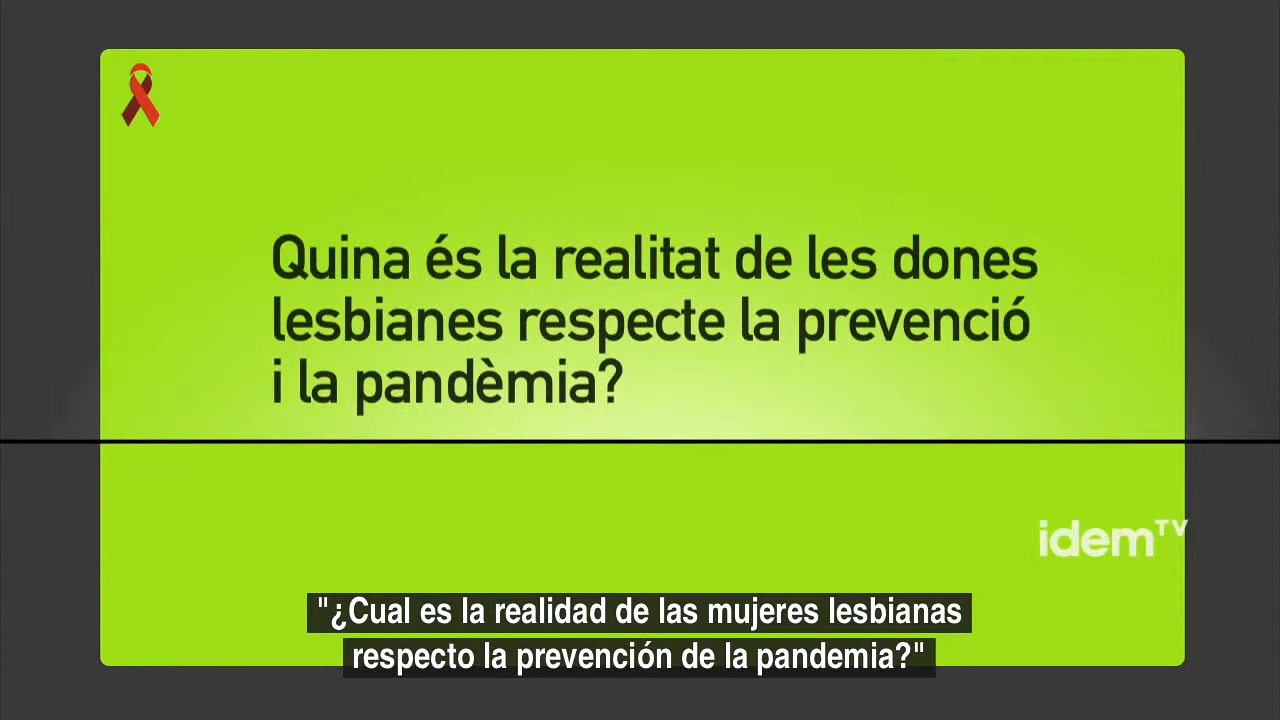 Quina és la realitat de les dones
lesbianes respecte la prevenció
i la pandèmia?
idemTV
"¿Cual es la realidad de las mujeres lesbianas
respecto la prevención de la pandemia?"